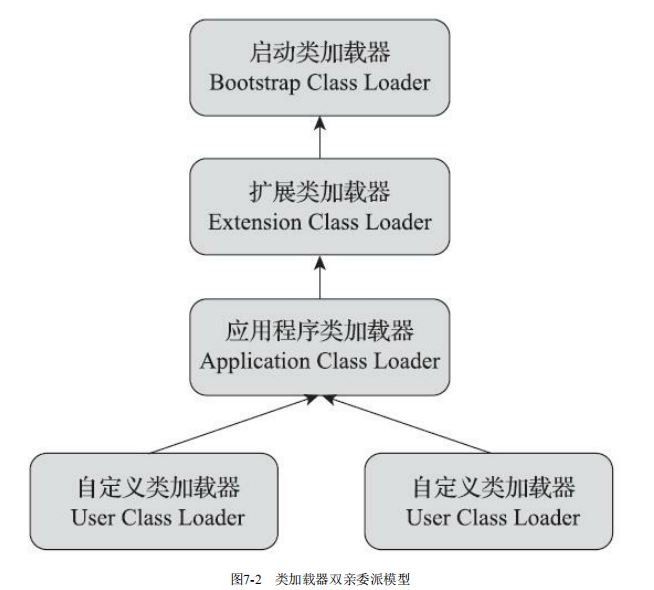 启动类加载器
Bootstrap Class Loader
扩展类加载器
Extension Class Loader
应用程序类加载器
Application Class Loader
自定义类加载器
User Class Loader
自定义类加载器
User Class Loader
图7-2 类加载器双亲委派模型